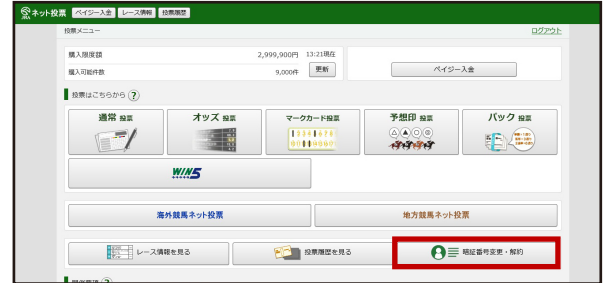 ネット投票 ペイジー入金 レース情報 投票履歴
投票メニュー ログアウト
購入限度額 2,999,900円 13:21現在
購入可能件数 9,000件 更新 ペイジー入金
投票はこちらから ?
通常 投票 オッズ 投票 マークカード投票 予想印 投票 パック 投票
WIN5
海外競馬ネット投票 地方競馬ネット投票
レース情報を見る 投票履歴を見る 暗証番号変更・解約